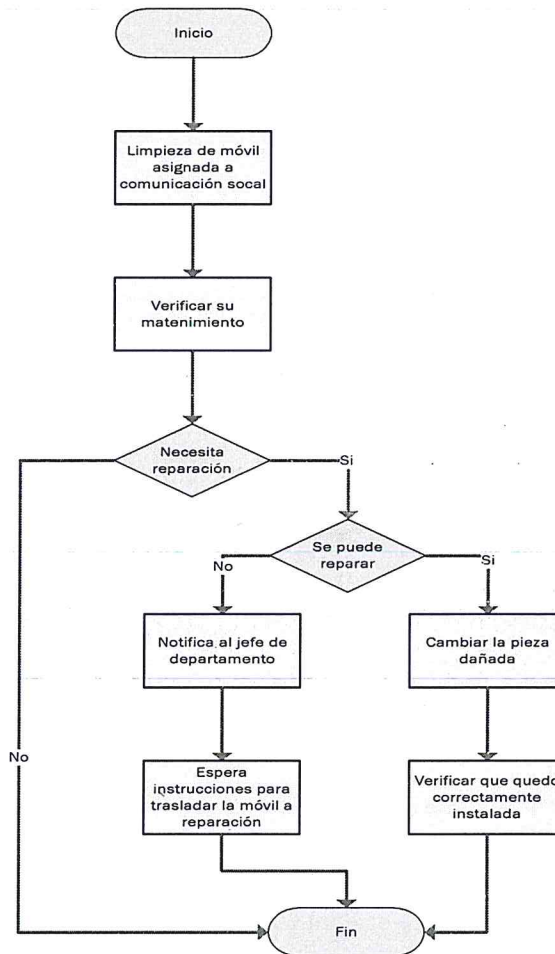 Inicio
Limpieza de móvil
asignada a
comunicación socal
Verificar su
matenimiento
Necesita
reparación
Si
Se puede
reparar
No
Si
Notifica al jefe de
departamento
Cambiar la pieza
dañada
No
Espera
instrucciones para
trasladar la móvil a
reparación
Verificar que quedo
correctamente
instalada
Fin